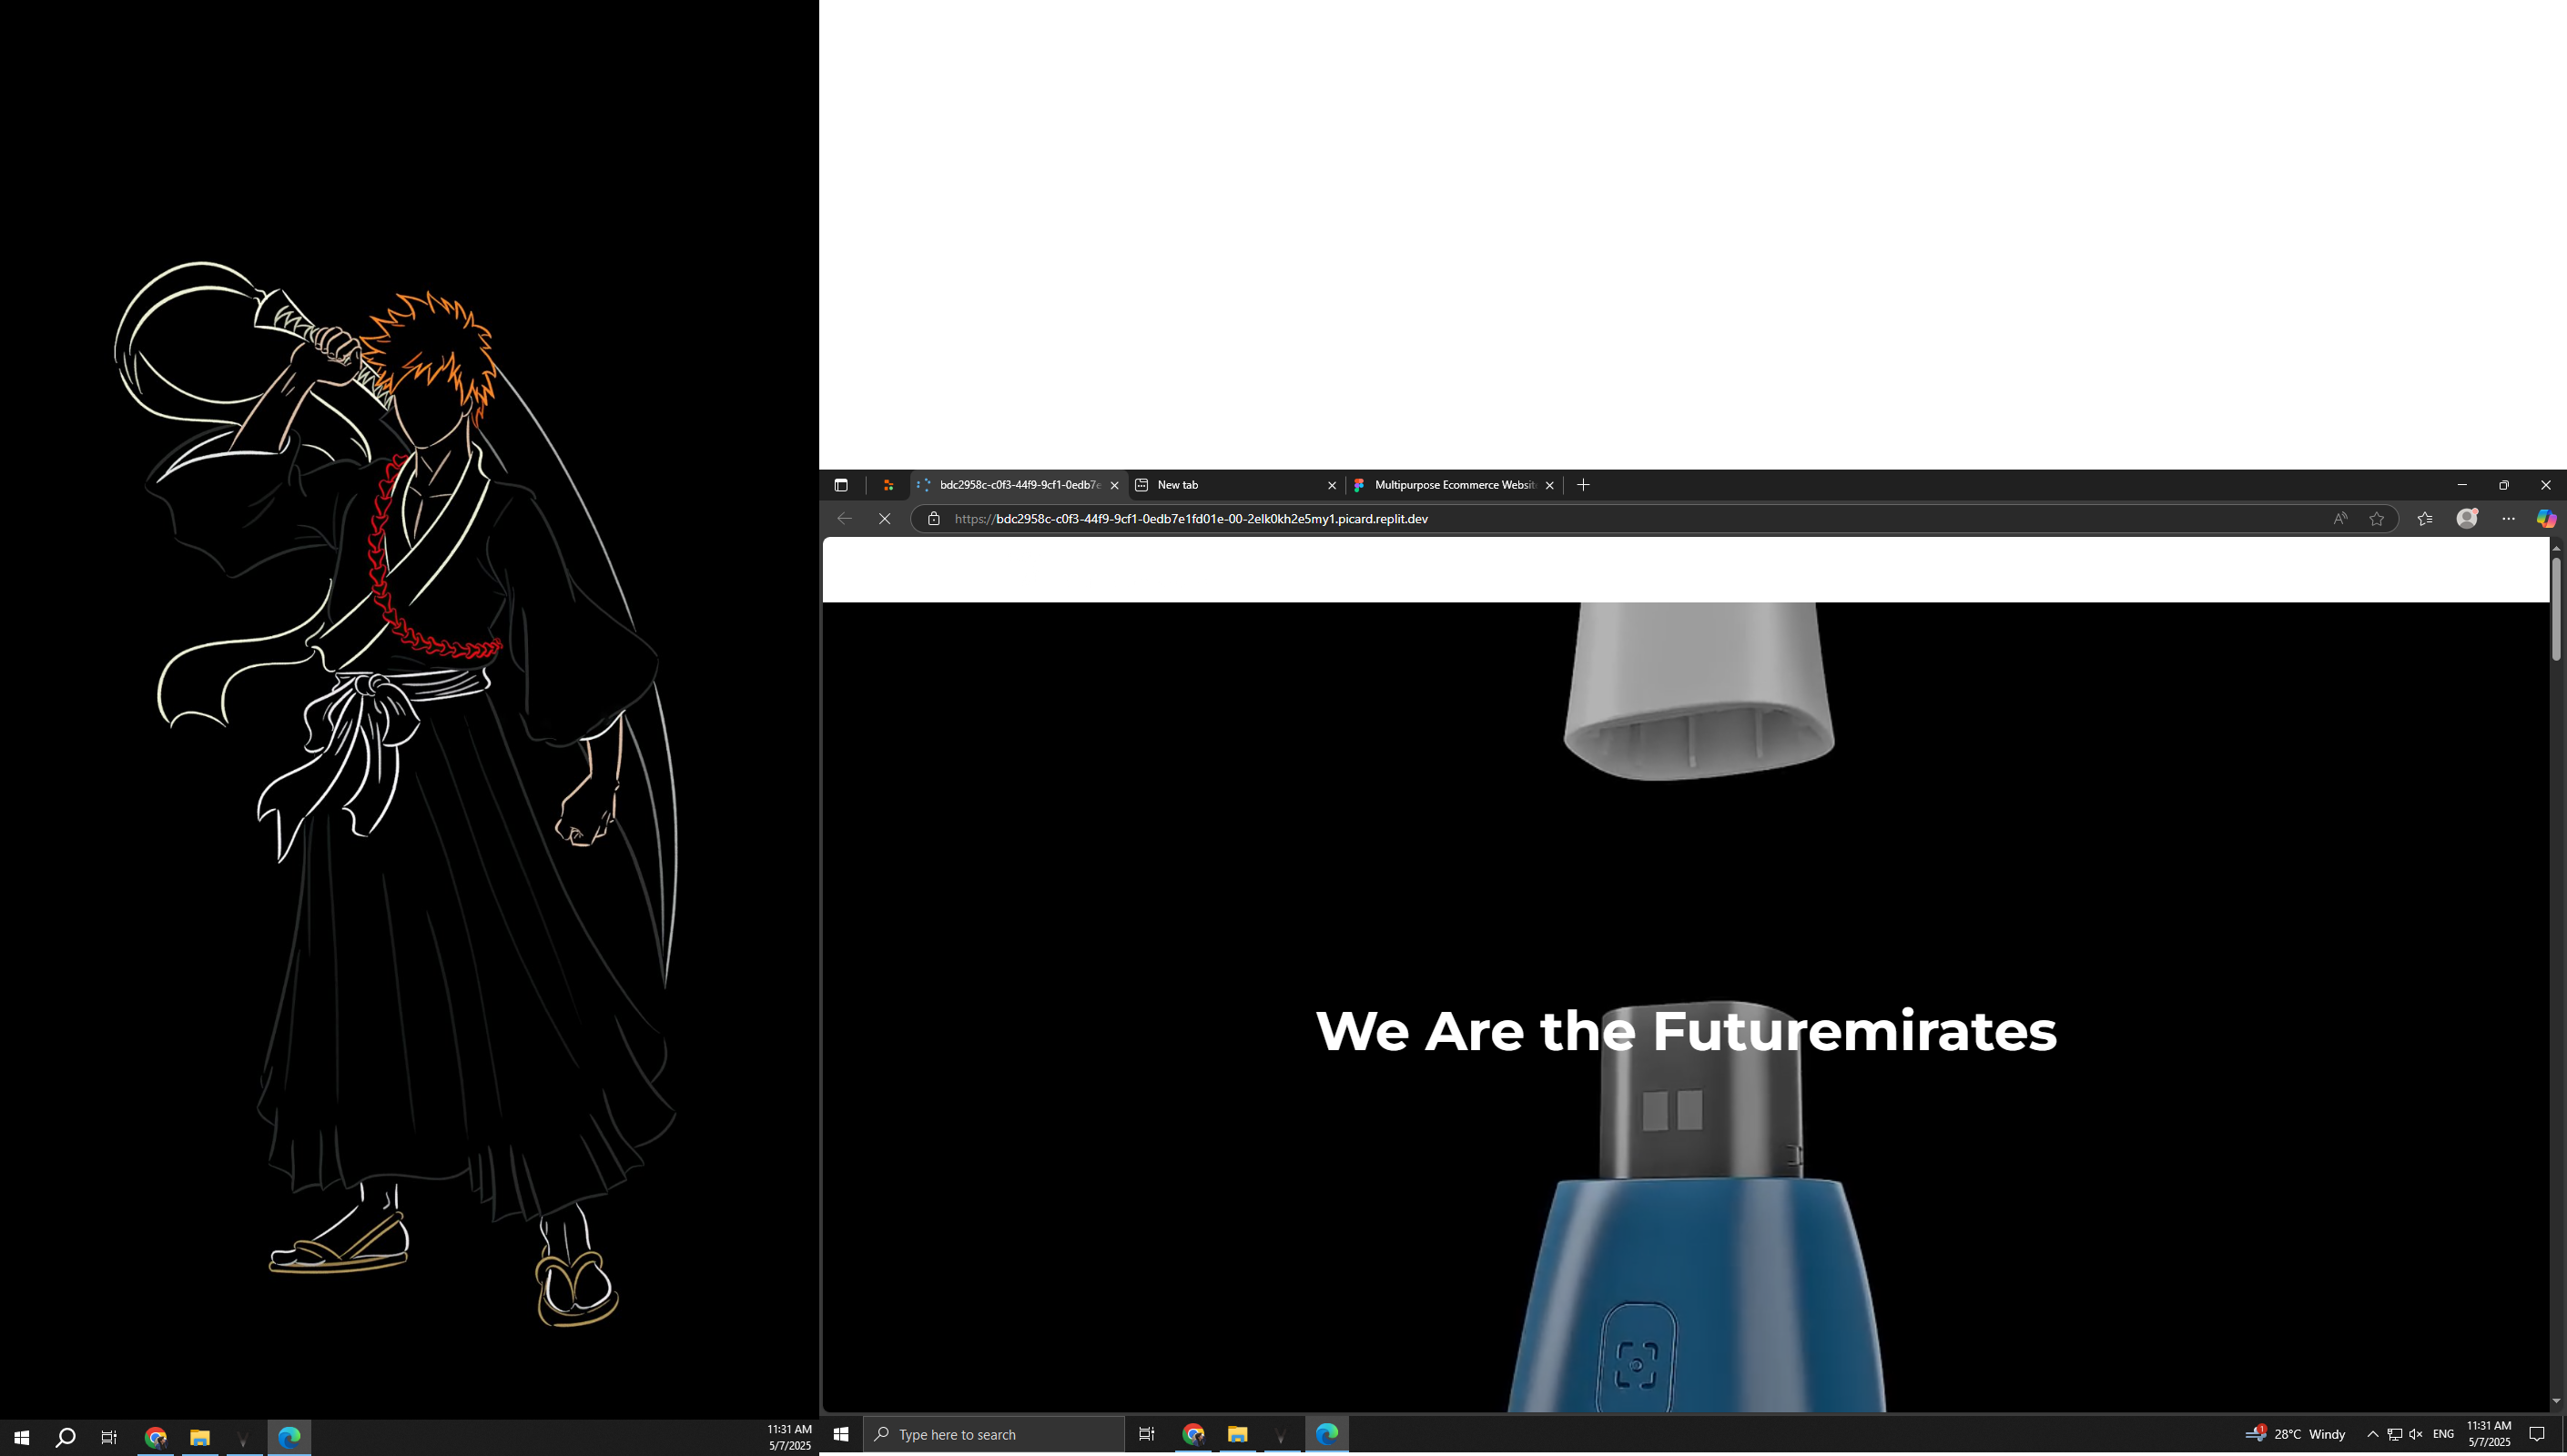 11:31 AM
5/7/2025
bdc2958c-c0f3-44f9-9cf1-0edb7e
New tab
Multipurpose Ecommerce Websit
https://bdc2958c-c0f3-44f9-9cf1-0edb7e1fd01e-00-2elk0kh2e5my1.picard.replit.dev
We Are the Futuremirates
Type here to search
1
28°C Windy
ENG
11:31 AM
5/7/2025